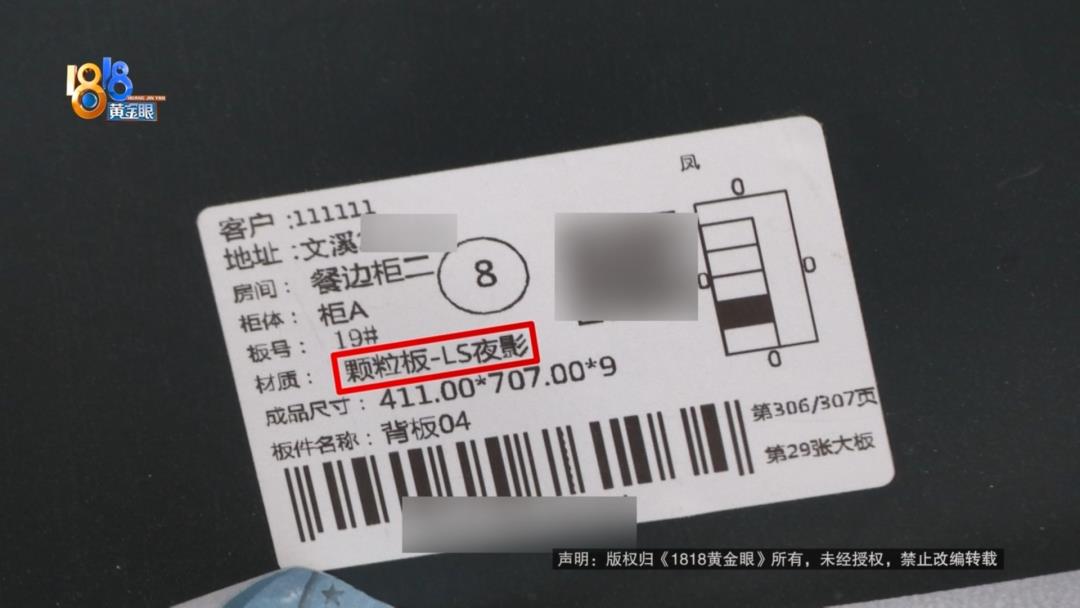 1818
HUANG JIN YAN
黄金眼
凤
客户:111111
地址:文溪
房间: 餐边柜二
8
柜体: 柜A
板号: 19#
材质: 颗粒板-LS夜影
成品尺寸: 411.00*707.00*9
板件名称: 背板04
0
0
0
0
第306/307页
第29张大板
声明：版权归《1818黄金眼》所有，未经授权，禁止改编转载